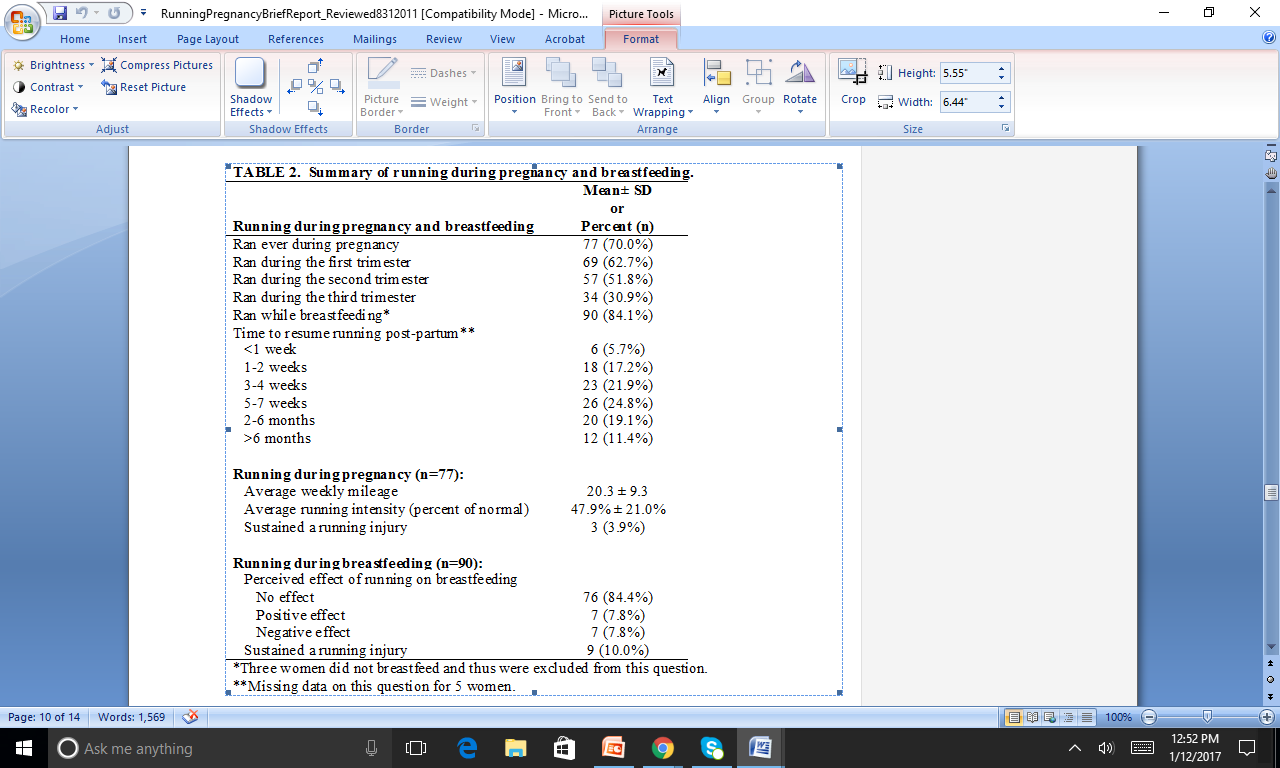 RunningPregnancyBriefReport_Reviewed8312011 [Compatibility Mode] - Micro...
Picture Tools
Home Insert Page Layout References Mailings Review View Acrobat Format
Brightness Compress Pictures
Contrast Reset Picture
Recolor
Adjust
Shadow Effects
Shadow Effects
Picture Border
Dashes
Weight
Border
Position Bring to Front Send to Back Text Wrapping Align Group Rotate
Arrange
Crop
Height: 5.55"
Width: 6.44"
Size
TABLE 2. Summary of running during pregnancy and breastfeeding.
Mean± SD
or
Running during pregnancy and breastfeeding Percent (n)
Ran ever during pregnancy 77 (70.0%)
Ran during the first trimester 69 (62.7%)
Ran during the second trimester 57 (51.8%)
Ran during the third trimester 34 (30.9%)
Ran while breastfeeding* 90 (84.1%)
Time to resume running post-partum**
<1 week 6 (5.7%)
1-2 weeks 18 (17.2%)
3-4 weeks 23 (21.9%)
5-7 weeks 26 (24.8%)
2-6 months 20 (19.1%)
>6 months 12 (11.4%)
Running during pregnancy (n=77):
Average weekly mileage 20.3 ± 9.3
Average running intensity (percent of normal) 47.9% ± 21.0%
Sustained a running injury 3 (3.9%)
Running during breastfeeding (n=90):
Perceived effect of running on breastfeeding
No effect 76 (84.4%)
Positive effect 7 (7.8%)
Negative effect 7 (7.8%)
Sustained a running injury 9 (10.0%)
*Three women did not breastfeed and thus were excluded from this question.
**Missing data on this question for 5 women.
Page: 10 of 14 Words: 1,569 100%
Ask me anything
12:52 PM
1/12/2017